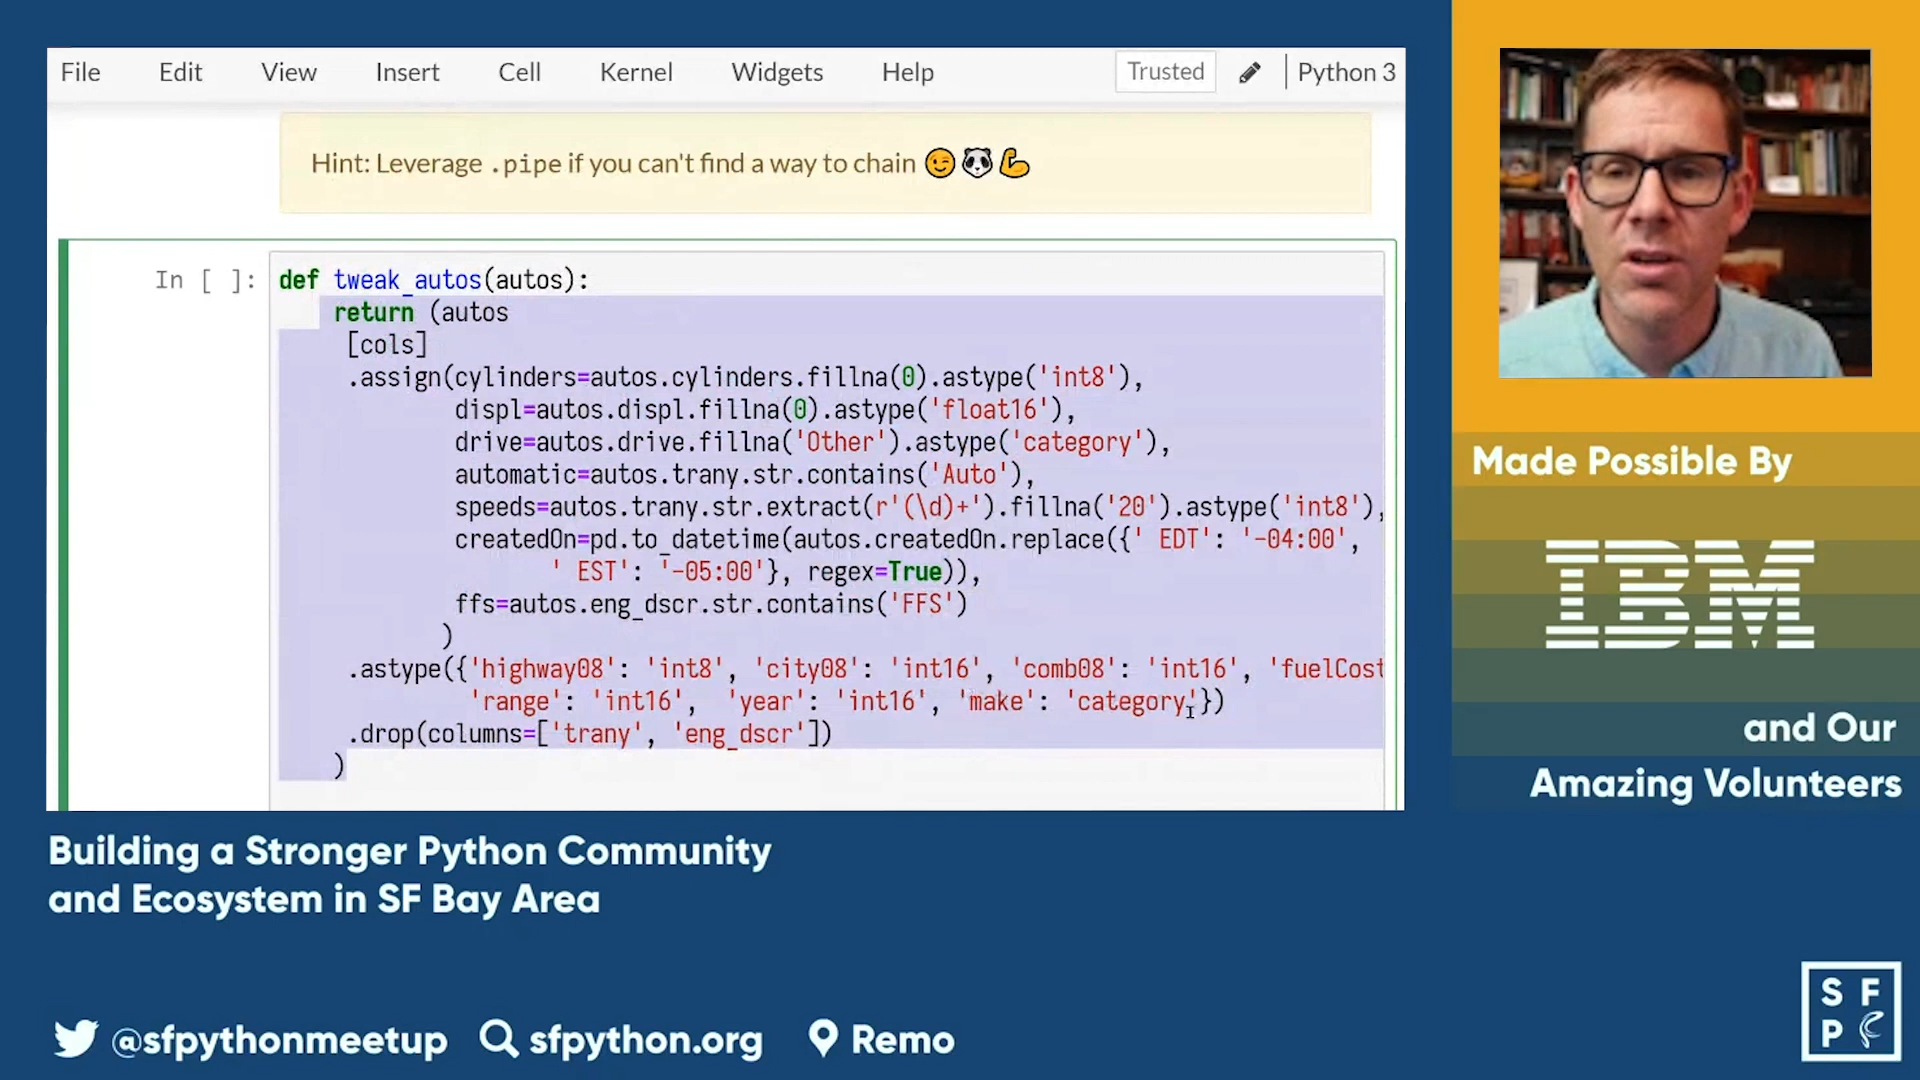 File Edit View Insert Cell Kernel Widgets Help Trusted Python 3
Hint: Leverage .pipe if you can't find a way to chain 😉🐼💪
In [ ]: def tweak_autos(autos):
return (autos
[cols]
.assign(cylinders=autos.cylinders.fillna(0).astype('int8'),
displ=autos.displ.fillna(0).astype('float16'),
drive=autos.drive.fillna('Other').astype('category'),
automatic=autos.trany.str.contains('Auto'),
speeds=autos.trany.str.extract(r'(\d)+').fillna('20').astype('int8'),
createdOn=pd.to_datetime(autos.createdOn.replace({' EDT': '-04:00',
' EST': '-05:00'}, regex=True)),
ffs=autos.eng_dscr.str.contains('FFS')
)
.astype({'highway08': 'int8', 'city08': 'int16', 'comb08': 'int16', 'fuelCost
'range': 'int16', 'year': 'int16', 'make': 'category'})
.drop(columns=['trany', 'eng_dscr'])
)
Made Possible By
IBM
and Our
Amazing Volunteers
Building a Stronger Python Community
and Ecosystem in SF Bay Area
@sfpythonmeetup sfpython.org Remo
S F
P